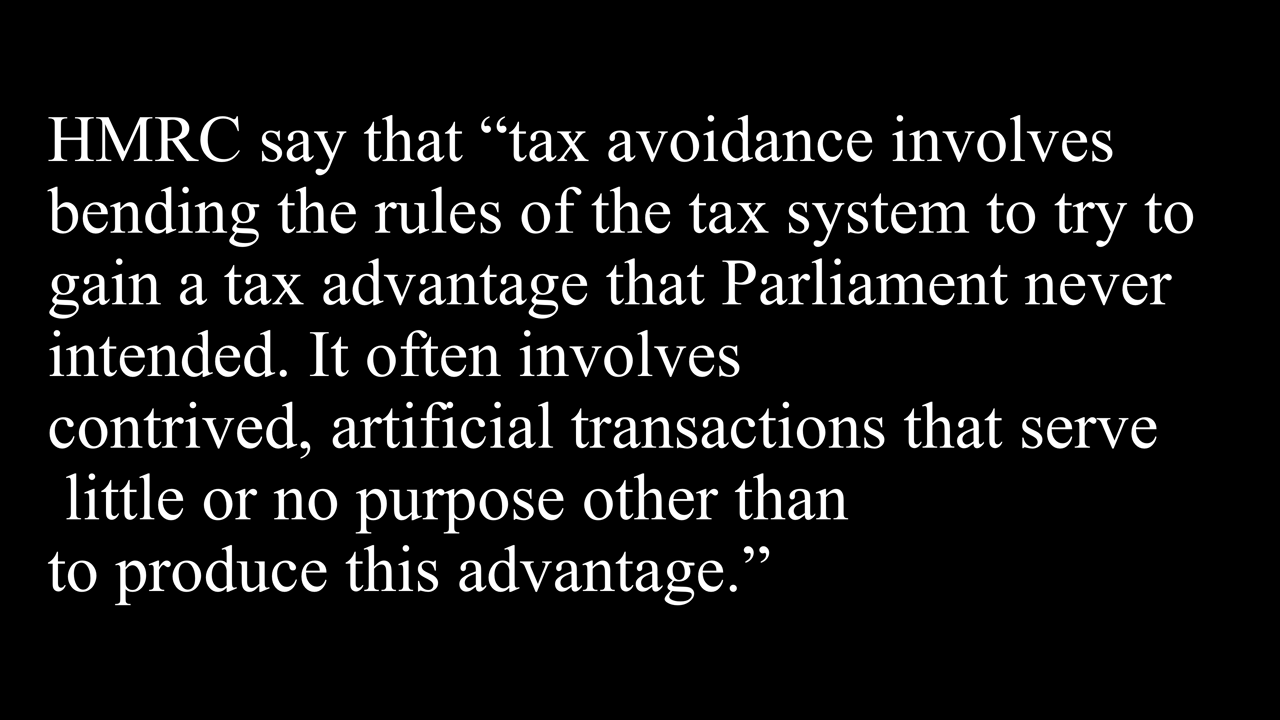 HMRC say that “tax avoidance involves
bending the rules of the tax system to try to
gain a tax advantage that Parliament never
intended. It often involves
contrived, artificial transactions that serve
little or no purpose other than
to produce this advantage.”